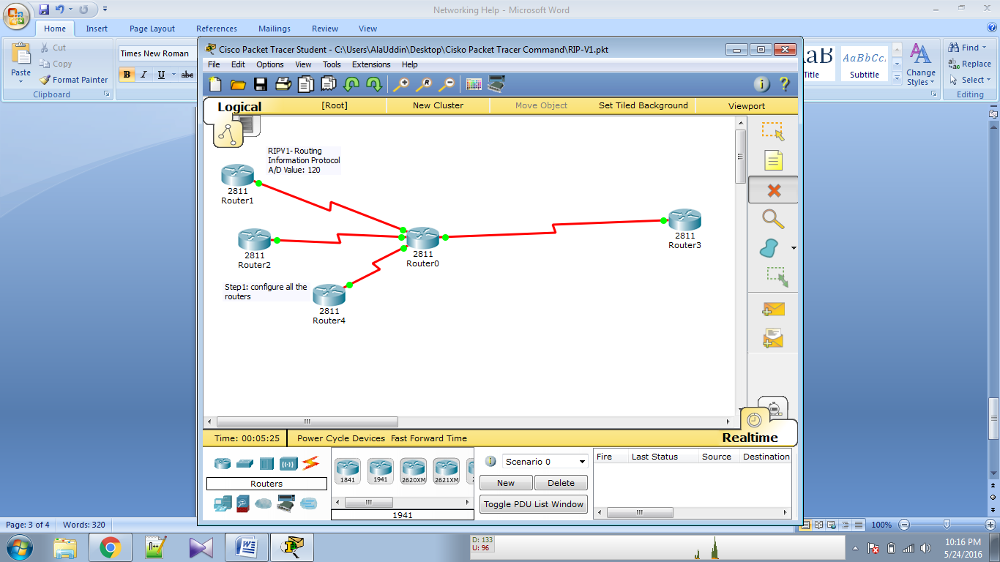 Networking Help - Microsoft Word
Home Insert Page Layout References Mailings Review View
Paste
Cut
Copy
Format Painter
Clipboard
Times New Roman
B I U abc
Title
AaBbCc.
Subtitle
Change Styles
Find
Replace
Select
Editing
Cisco Packet Tracer Student - C:\Users\AlaUddin\Desktop\Cisko Packet Tracer Command\RIP-V1.pkt
File Edit Options View Tools Extensions Help
Logical [Root] New Cluster Move Object Set Tiled Background Viewport
RIPV1- Routing
Information Protocol
A/D Value: 120
2811
Router1
2811
Router2
2811
Router0
2811
Router3
Step1: configure all the
routers
2811
Router4
Time: 00:05:25 Power Cycle Devices Fast Forward Time
Realtime
Routers
1841 1941 2620XM 2621XM
1941
Scenario 0
New Delete
Toggle PDU List Window
Fire Last Status Source Destination
Page: 3 of 4 Words: 320
100%
D: 133
U: 96
10:16 PM
5/24/2016